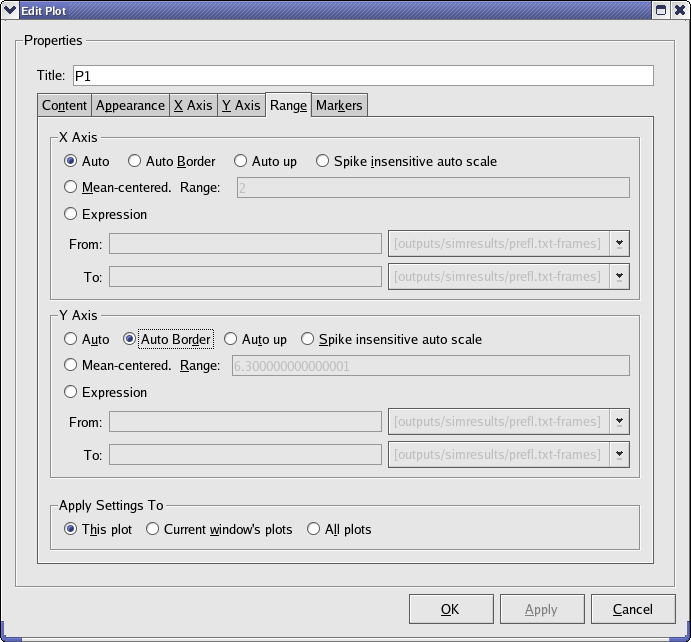 Edit Plot
Properties
Title: P1
Content Appearance X Axis Y Axis Range Markers
X Axis
Auto Auto Border Auto up Spike insensitive auto scale
Mean-centered. Range: 2
Expression
From: [outputs/simresults/prefl.txt-frames]
To: [outputs/simresults/prefl.txt-frames]
Y Axis
Auto Auto Border Auto up Spike insensitive auto scale
Mean-centered. Range: 6.300000000000001
Expression
From: [outputs/simresults/prefl.txt-frames]
To: [outputs/simresults/prefl.txt-frames]
Apply Settings To
This plot Current window's plots All plots
OK Apply Cancel